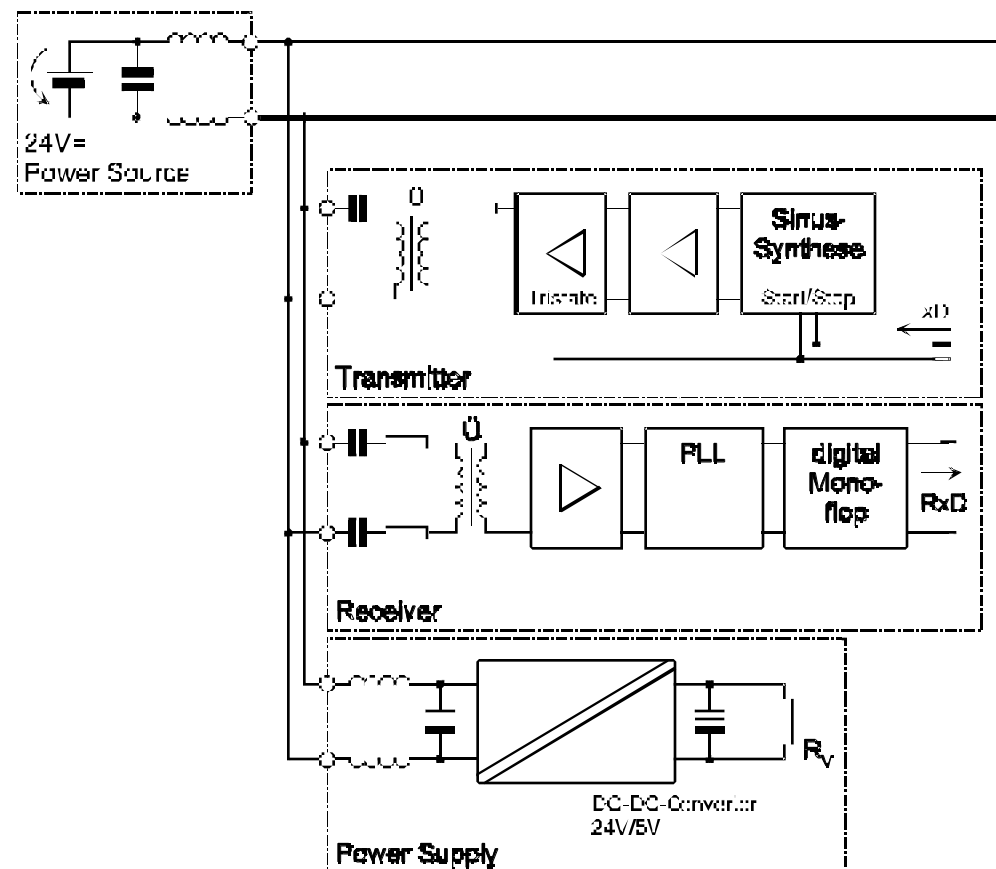 24V=
Power Source
Ü
Sinus-
Synthese
Tristate
Start/Stop
xD
Transmitter
Ü
PLL
digital
Mono-
flop
RxD
Receiver
R_V
DC-DC-Converter
24V/5V
Power Supply